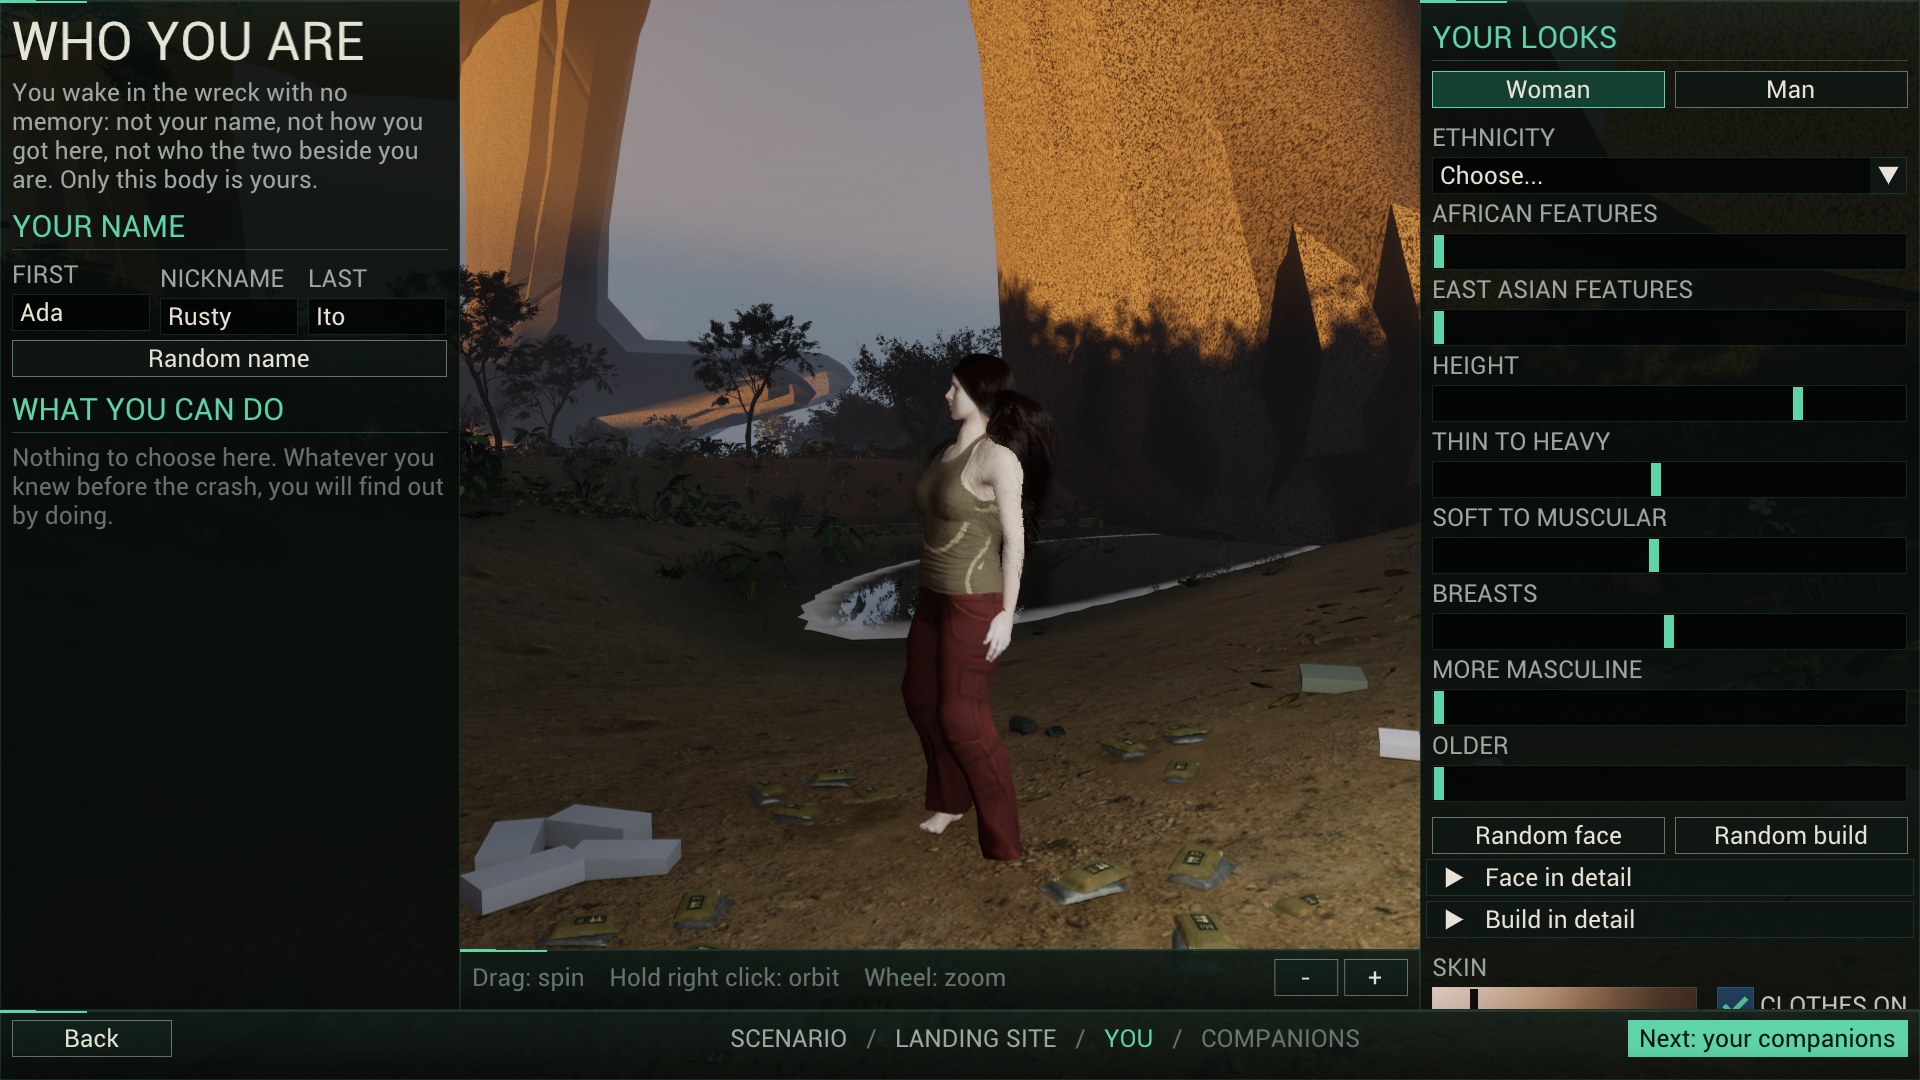 WHO YOU ARE
You wake in the wreck with no
memory: not your name, not how you
got here, not who the two beside you
are. Only this body is yours.
YOUR NAME
FIRST NICKNAME LAST
Ada Rusty Ito
Random name
WHAT YOU CAN DO
Nothing to choose here. Whatever you
knew before the crash, you will find out
by doing.
Drag: spin Hold right click: orbit Wheel: zoom - +
YOUR LOOKS
Woman Man
ETHNICITY
Choose...
AFRICAN FEATURES
EAST ASIAN FEATURES
HEIGHT
THIN TO HEAVY
SOFT TO MUSCULAR
BREASTS
MORE MASCULINE
OLDER
Random face Random build
Face in detail
Build in detail
SKIN
CLOTHES ON
Back SCENARIO / LANDING SITE / YOU / COMPANIONS Next: your companions